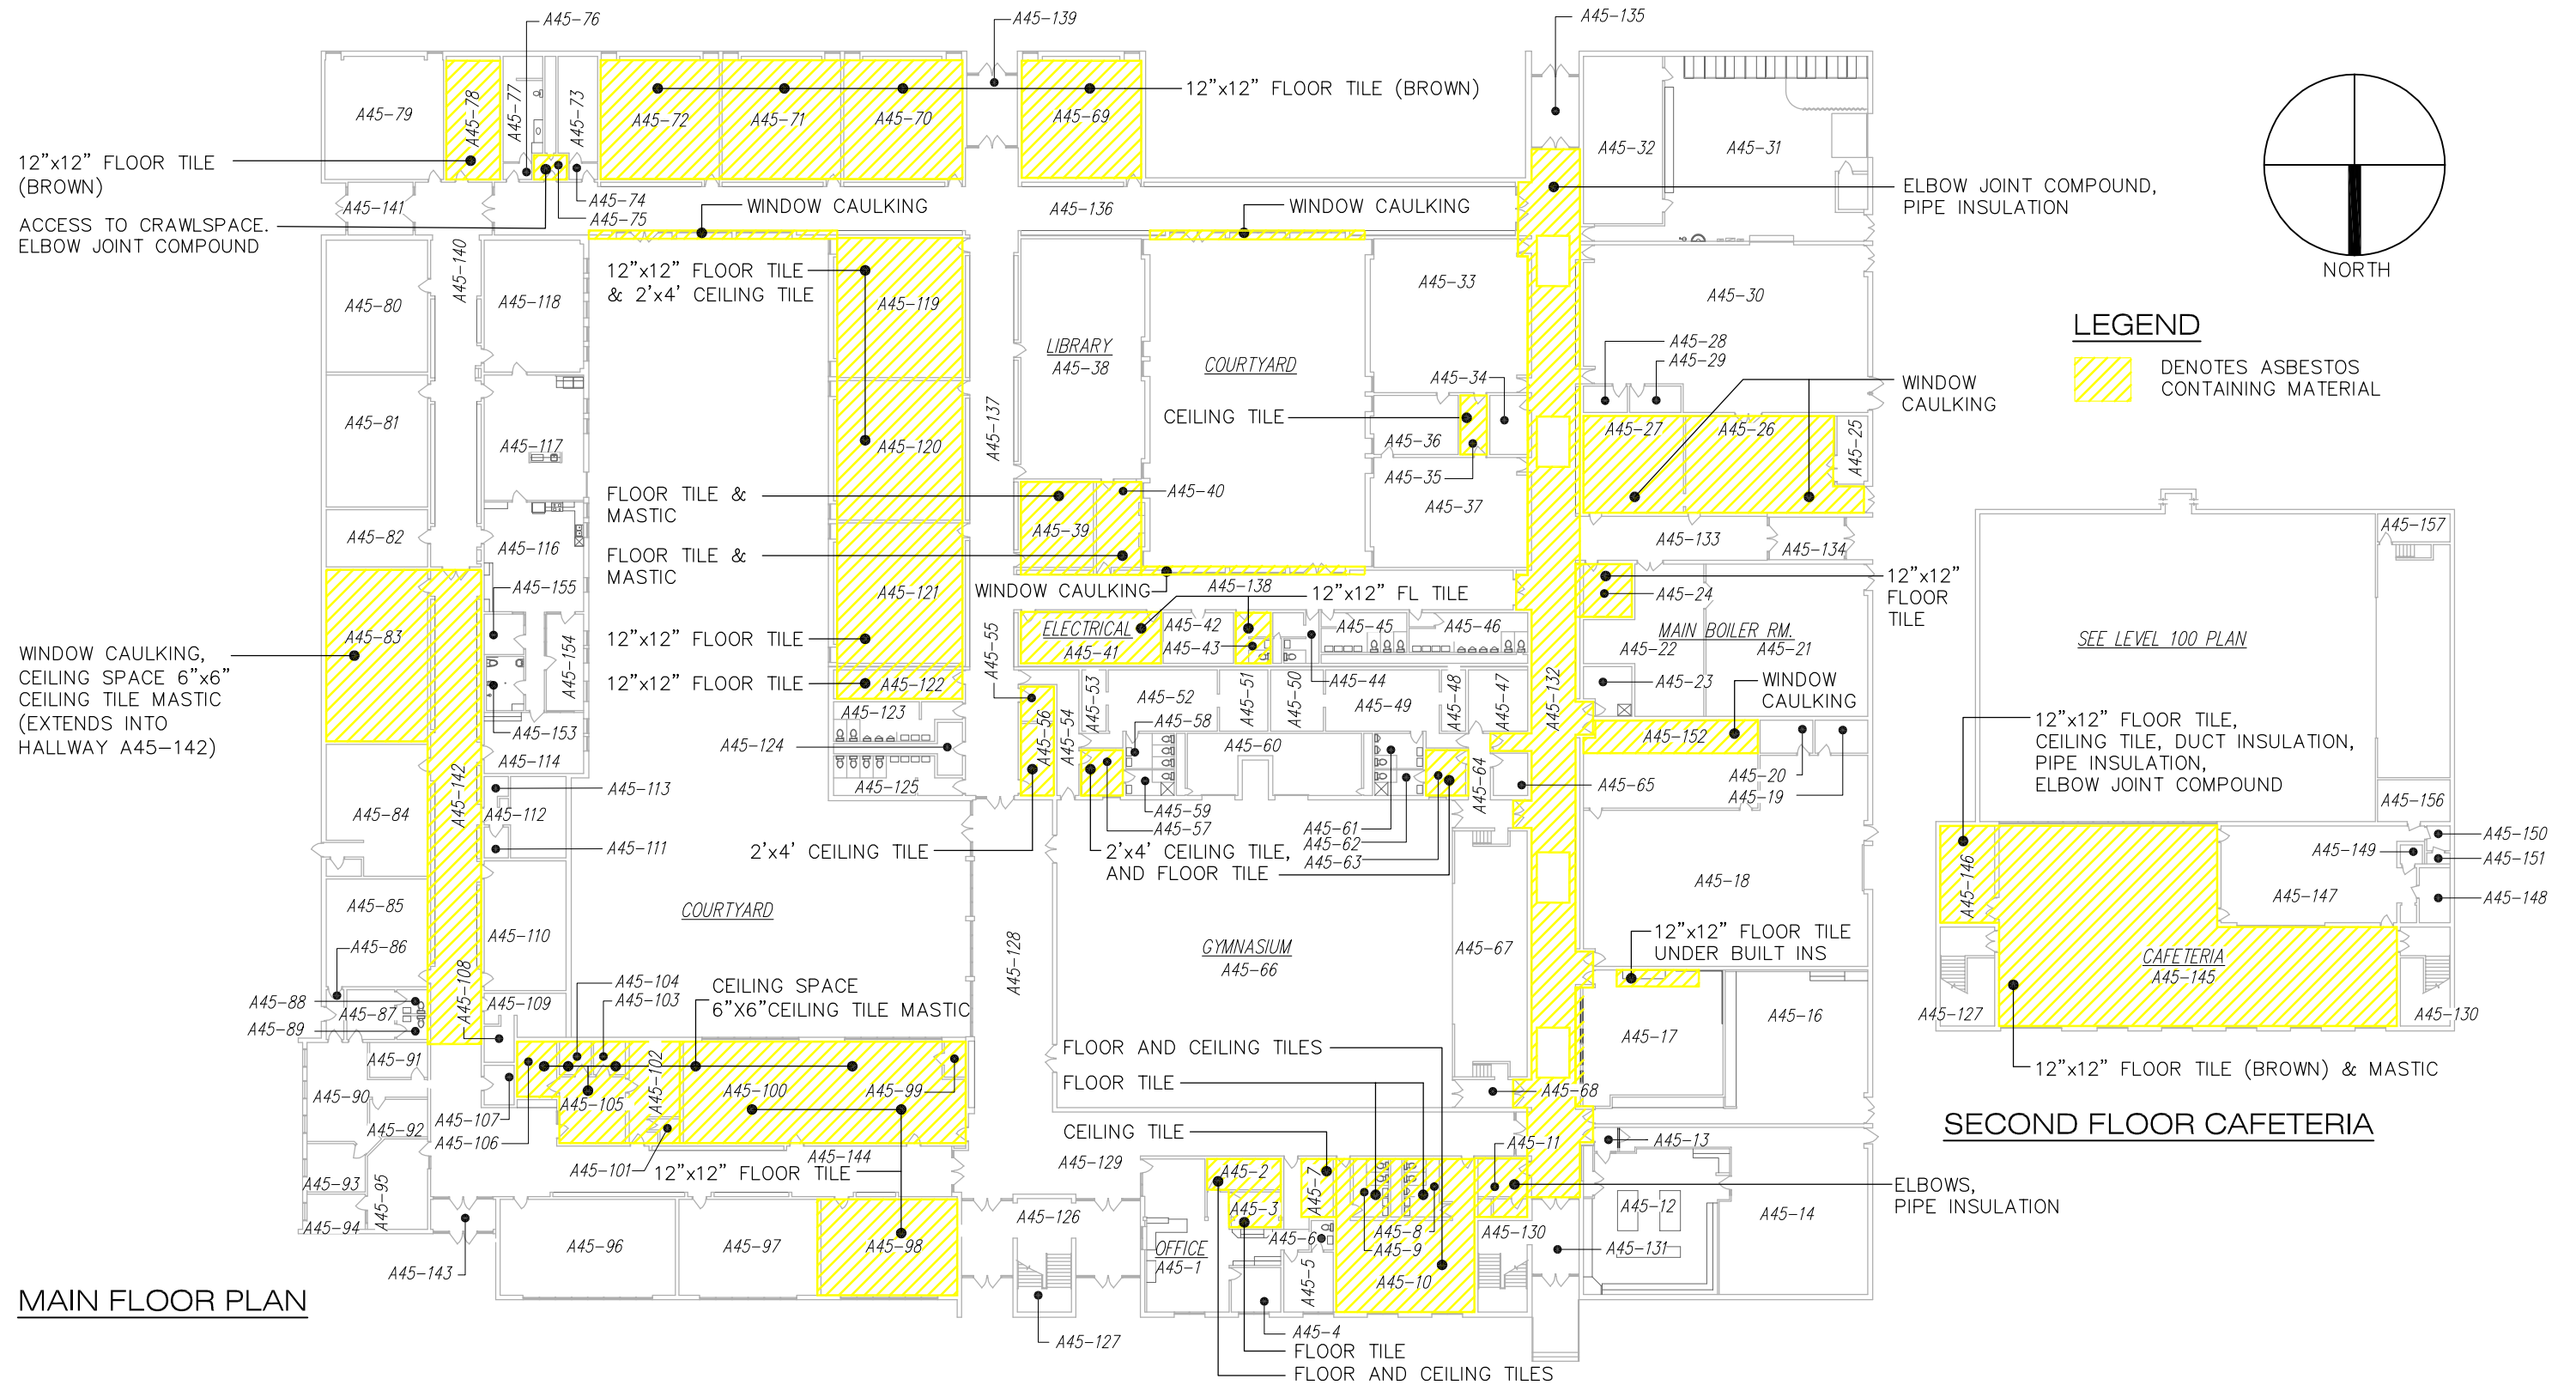 A45-76
A45-139
A45-135
12"x12" FLOOR TILE (BROWN)
A45-79
A45-78
A45-77
A45-73
A45-72
A45-71
A45-70
A45-69
A45-32
A45-31
12"x12" FLOOR TILE
(BROWN)
A45-74
A45-75
A45-141
ACCESS TO CRAWLSPACE.
ELBOW JOINT COMPOUND
WINDOW CAULKING
A45-136
WINDOW CAULKING
ELBOW JOINT COMPOUND,
PIPE INSULATION
NORTH
LEGEND
DENOTES ASBESTOS
CONTAINING MATERIAL
A45-140
12"x12" FLOOR TILE
& 2'x4' CEILING TILE
A45-80
A45-118
A45-119
A45-33
A45-30
LIBRARY
A45-38
COURTYARD
A45-28
A45-29
A45-34
WINDOW
CAULKING
A45-81
A45-117
A45-120
A45-137
CEILING TILE
A45-36
A45-35
A45-27
A45-26
A45-25
FLOOR TILE &
MASTIC
A45-40
A45-39
A45-37
A45-82
A45-116
FLOOR TILE &
MASTIC
A45-133
A45-134
A45-155
A45-121
WINDOW CAULKING
A45-138
12"x12" FL TILE
A45-24
12"x12"
FLOOR
TILE
A45-83
A45-154
12"x12" FLOOR TILE
A45-55
ELECTRICAL
A45-41
A45-42
A45-43
A45-45
A45-46
MAIN BOILER RM.
A45-22
A45-21
WINDOW CAULKING,
CEILING SPACE 6"x6"
CEILING TILE MASTIC
(EXTENDS INTO
HALLWAY A45-142)
12"x12" FLOOR TILE
A45-122
A45-53
A45-52
A45-51
A45-50
A45-44
A45-49
A45-48
A45-47
A45-132
A45-23
WINDOW
CAULKING
A45-153
A45-123
A45-124
A45-125
A45-56
A45-54
A45-58
A45-60
A45-64
A45-152
A45-114
A45-142
A45-113
A45-112
A45-111
A45-84
A45-59
A45-57
A45-61
A45-62
A45-63
A45-65
A45-20
A45-19
2'x4' CEILING TILE
2'x4' CEILING TILE,
AND FLOOR TILE
A45-85
A45-86
A45-110
COURTYARD
A45-128
GYMNASIUM
A45-66
A45-67
A45-18
12"x12" FLOOR TILE
UNDER BUILT INS
A45-88
A45-87
A45-89
A45-108
A45-109
A45-104
A45-103
CEILING SPACE
6"X6"CEILING TILE MASTIC
A45-17
A45-16
A45-91
A45-90
A45-92
A45-107
A45-106
A45-105
A45-102
A45-100
A45-99
FLOOR AND CEILING TILES
FLOOR TILE
A45-68
CEILING TILE
A45-11
A45-13
A45-93
A45-94
A45-95
A45-101
12"x12" FLOOR TILE
A45-144
A45-129
A45-2
A45-3
A45-7
ELBOWS,
PIPE INSULATION
A45-143
A45-96
A45-97
A45-98
A45-126
OFFICE
A45-1
A45-6
A45-5
A45-8
A45-9
A45-10
A45-130
A45-131
A45-12
A45-14
A45-127
A45-4
FLOOR TILE
FLOOR AND CEILING TILES
MAIN FLOOR PLAN
A45-157
SEE LEVEL 100 PLAN
12"x12" FLOOR TILE,
CEILING TILE, DUCT INSULATION,
PIPE INSULATION,
ELBOW JOINT COMPOUND
A45-156
A45-150
A45-149
A45-151
A45-146
A45-147
A45-148
CAFETERIA
A45-145
A45-127
A45-130
12"x12" FLOOR TILE (BROWN) & MASTIC
SECOND FLOOR CAFETERIA